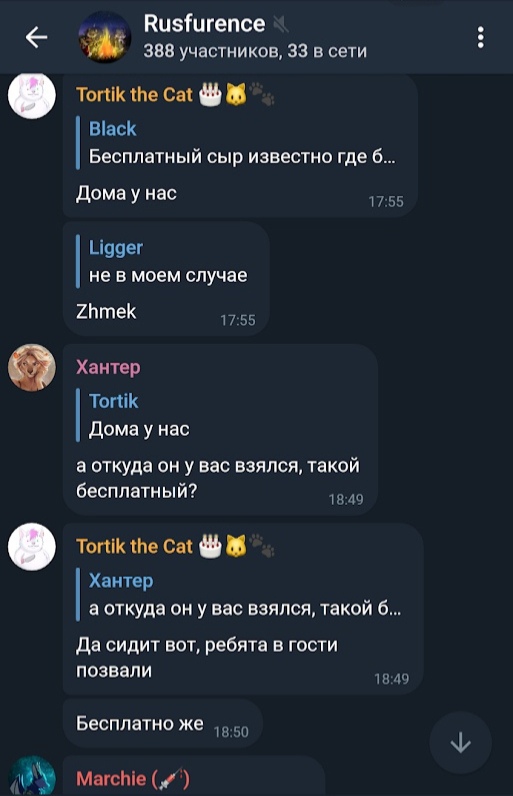 Rusfurence
388 участников, 33 в сети
Tortik the Cat 🎂🐱🐾
Black
Бесплатный сыр известно где б...
Дома у нас
17:55
Ligger
не в моем случае
Zhmek
17:55
Хантер
Tortik
Дома у нас
а откуда он у вас взялся, такой
бесплатный?
18:49
Tortik the Cat 🎂🐱🐾
Хантер
а откуда он у вас взялся, такой б...
Да сидит вот, ребята в гости
позвали
18:49
Бесплатно же
18:50
Marchie (💉)